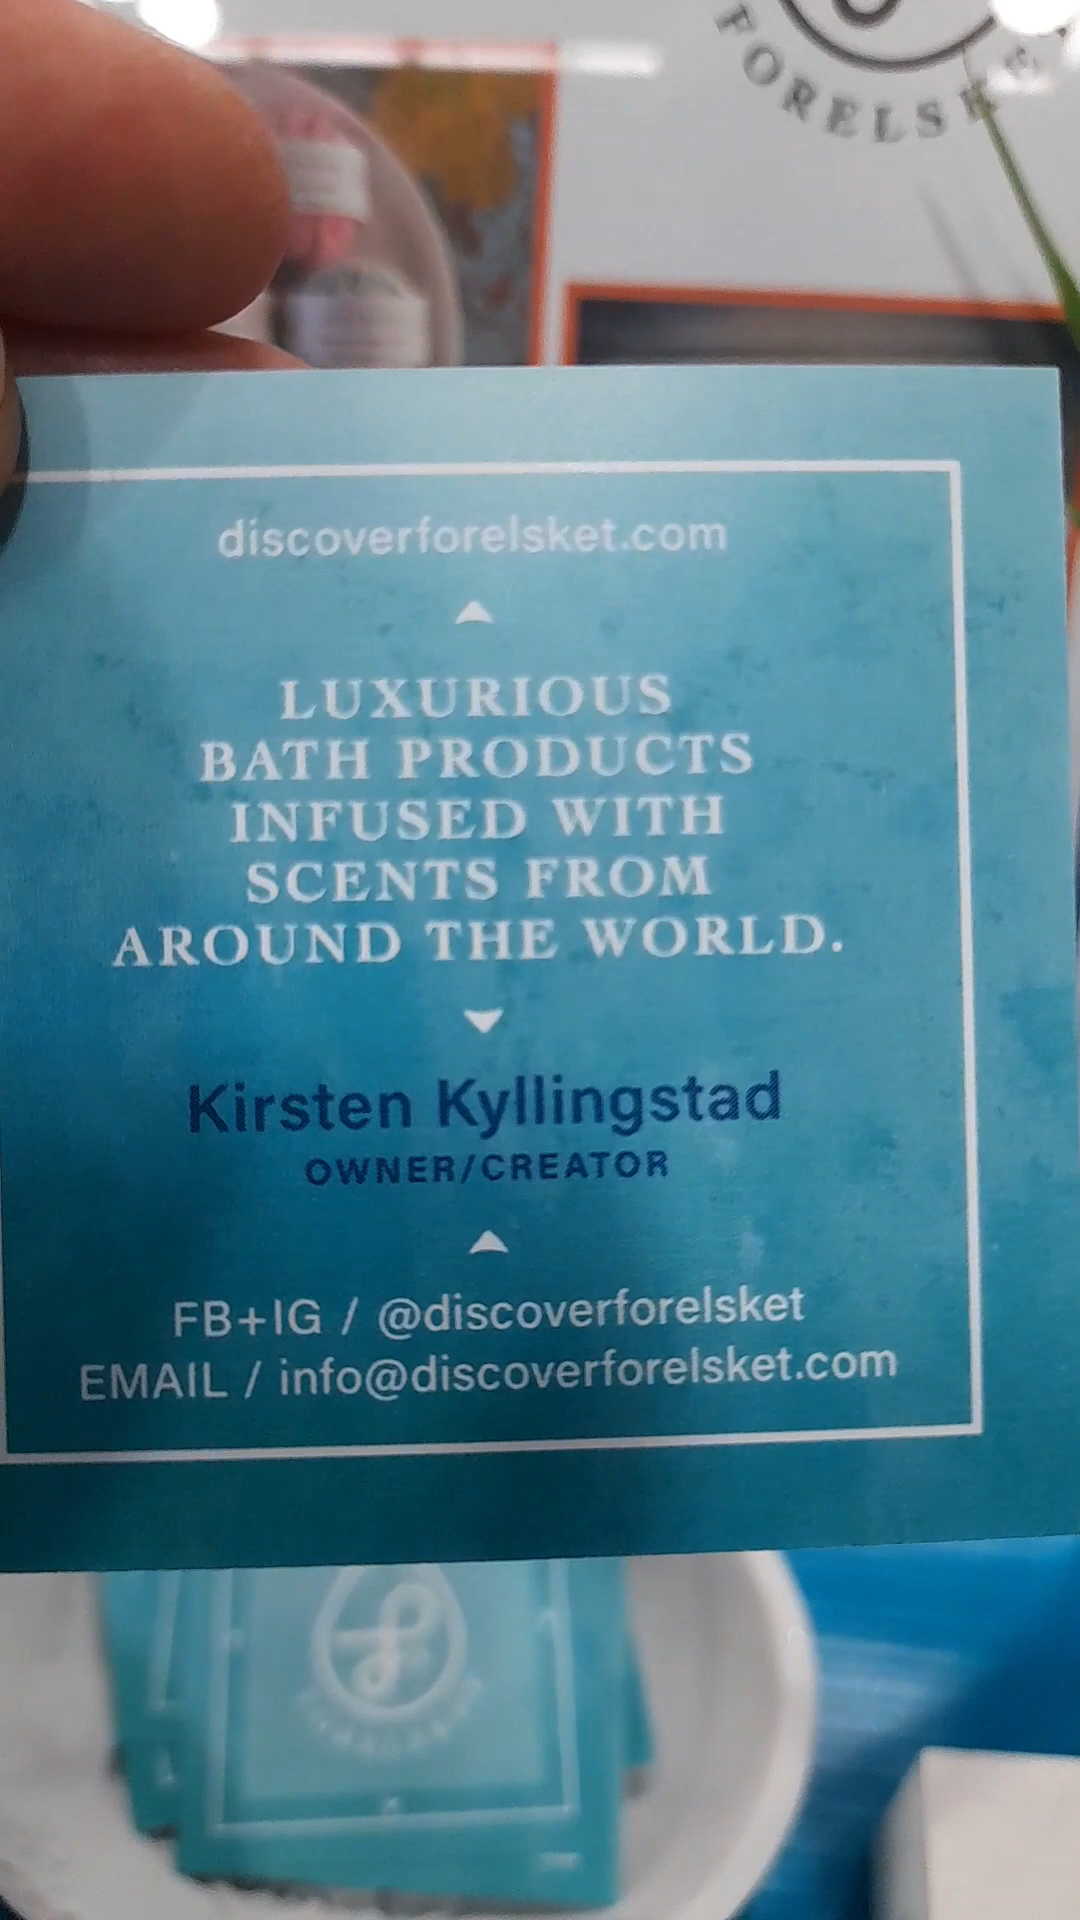 FORELSK
discoverforelsket.com
LUXURIOUS
BATH PRODUCTS
INFUSED WITH
SCENTS FROM
AROUND THE WORLD.
Kirsten Kyllingstad
OWNER/CREATOR
FB+IG / @discoverforelsket
EMAIL / info@discoverforelsket.com